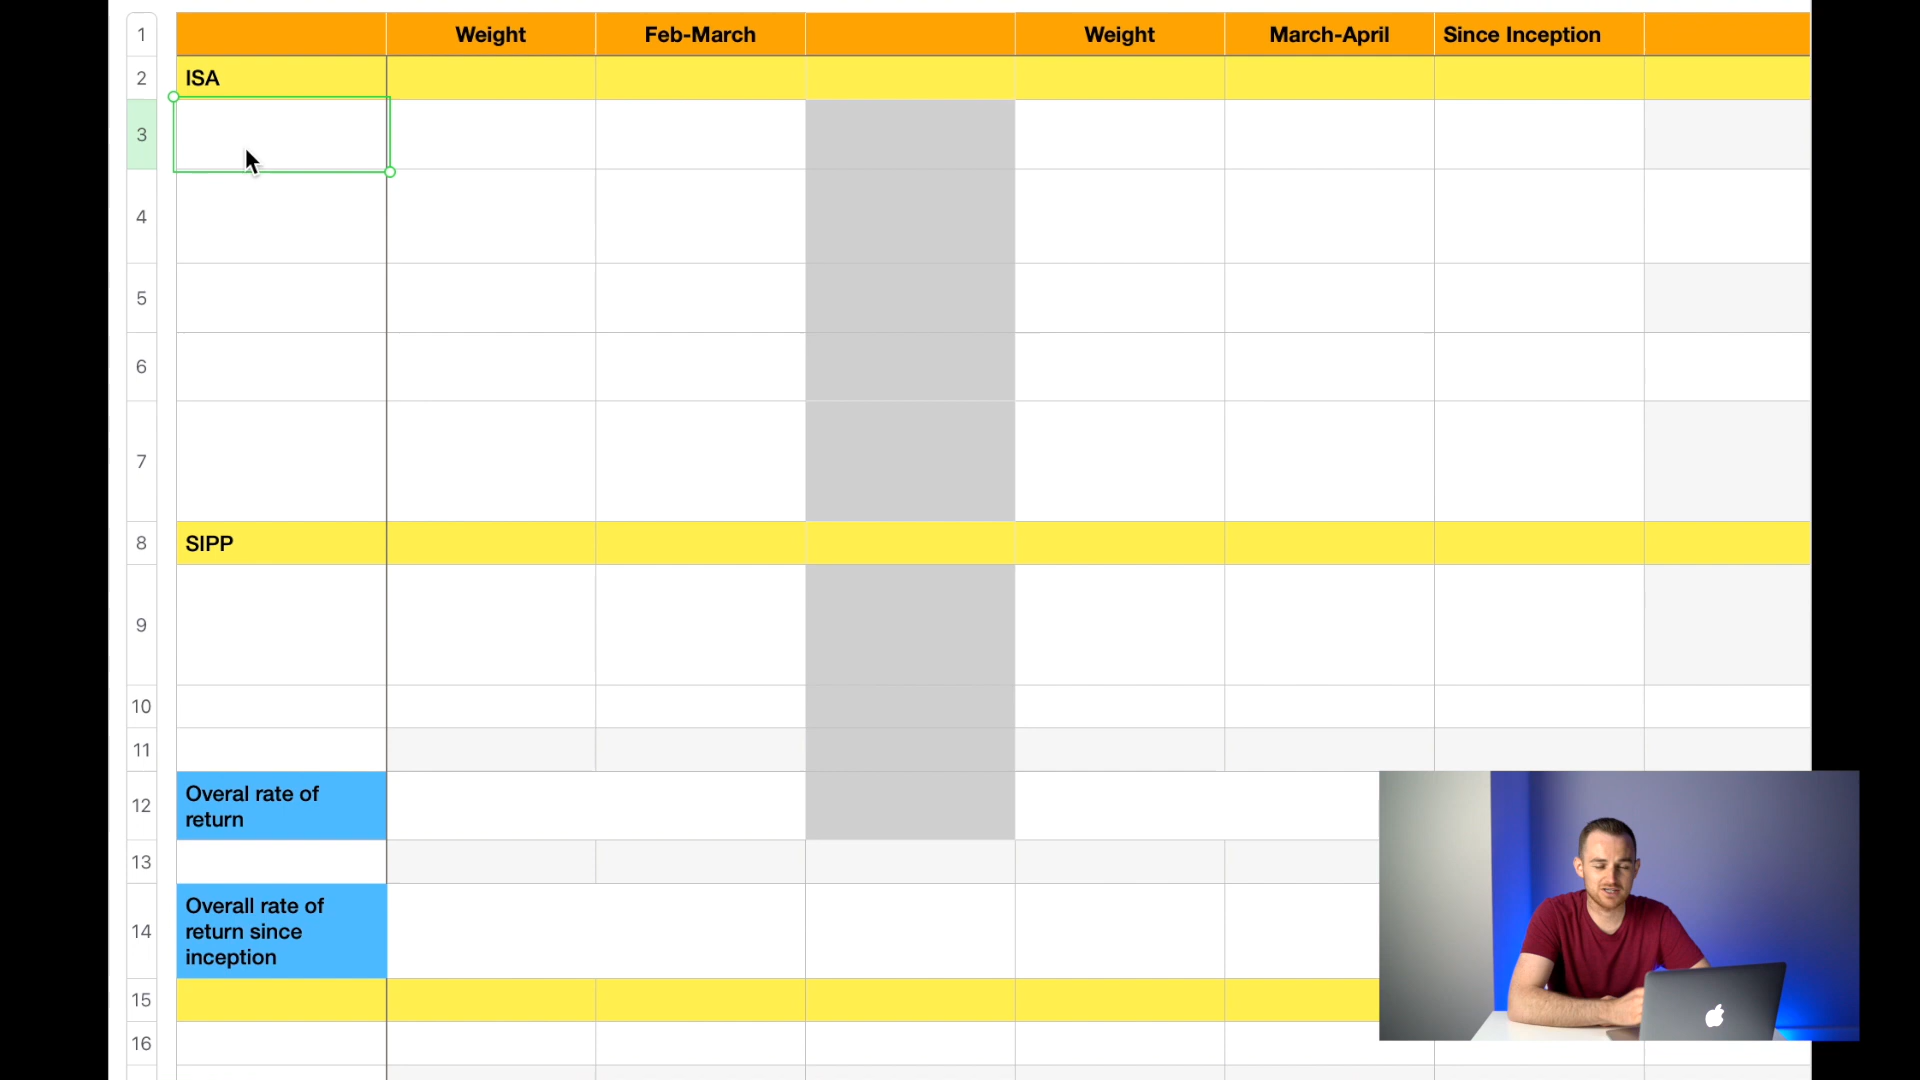 1 Weight Feb-March Weight March-April Since Inception
2 ISA
3
4
5
6
7
8 SIPP
9
10
11
12 Overal rate of
return
13
14 Overall rate of
return since
inception
15
16